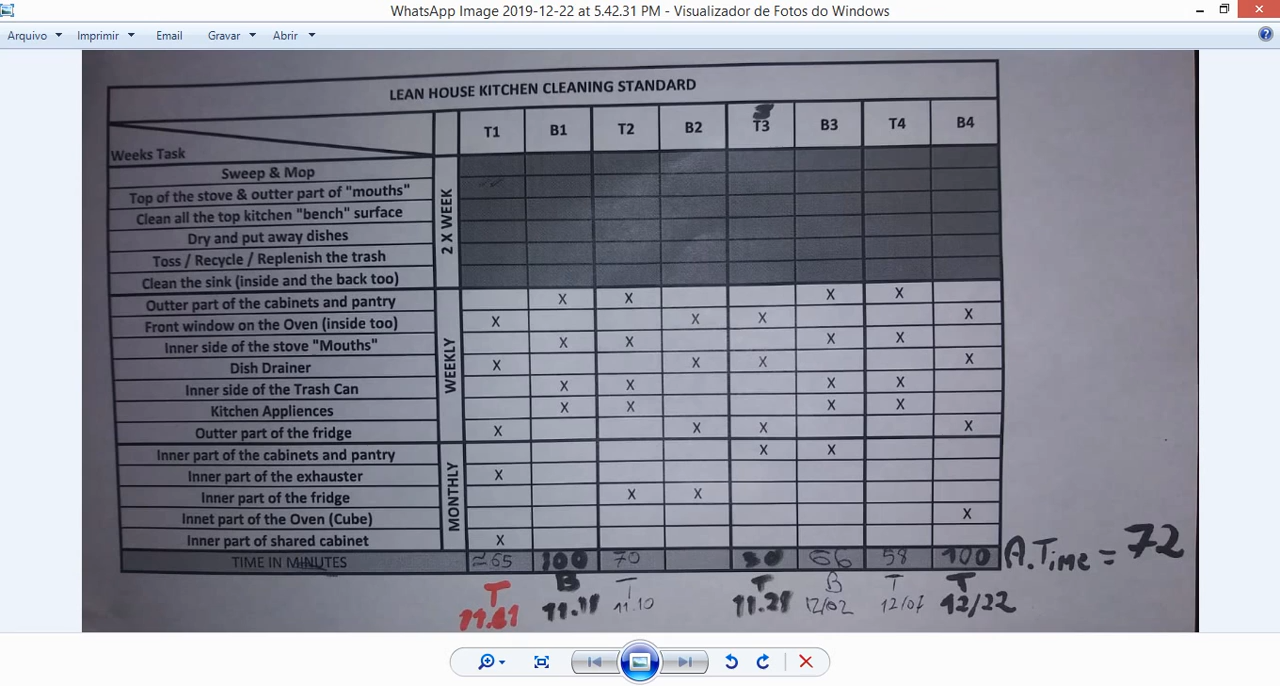 WhatsApp Image 2019-12-22 at 5.42.31 PM - Visualizador de Fotos do Windows
Arquivo Imprimir Email Gravar Abrir
LEAN HOUSE KITCHEN CLEANING STANDARD
Weeks Task T1 B1 T2 B2 T3 B3 T4 B4
2 X WEEK
Sweep & Mop
Top of the stove & outter part of "mouths"
Clean all the top kitchen "bench" surface
Dry and put away dishes
Toss / Recycle / Replenish the trash
Clean the sink (inside and the back too)
WEEKLY
Outter part of the cabinets and pantry X X X X
Front window on the Oven (inside too) X X X X
Inner side of the stove "Mouths" X X X X
Dish Drainer X X X X
Inner side of the Trash Can X X X X
Kitchen Appliances X X X X
Outter part of the fridge X X X X
MONTHLY
Inner part of the cabinets and pantry X X
Inner part of the exhauster X
Inner part of the fridge X X
Innet part of the Oven (Cube) X
Inner part of shared cabinet X
TIME IN MINUTES ≈65 100 70 66 58 100 A.Time = 72
T B T T B T T
11.11 11.10 11.21 12/02 12/22